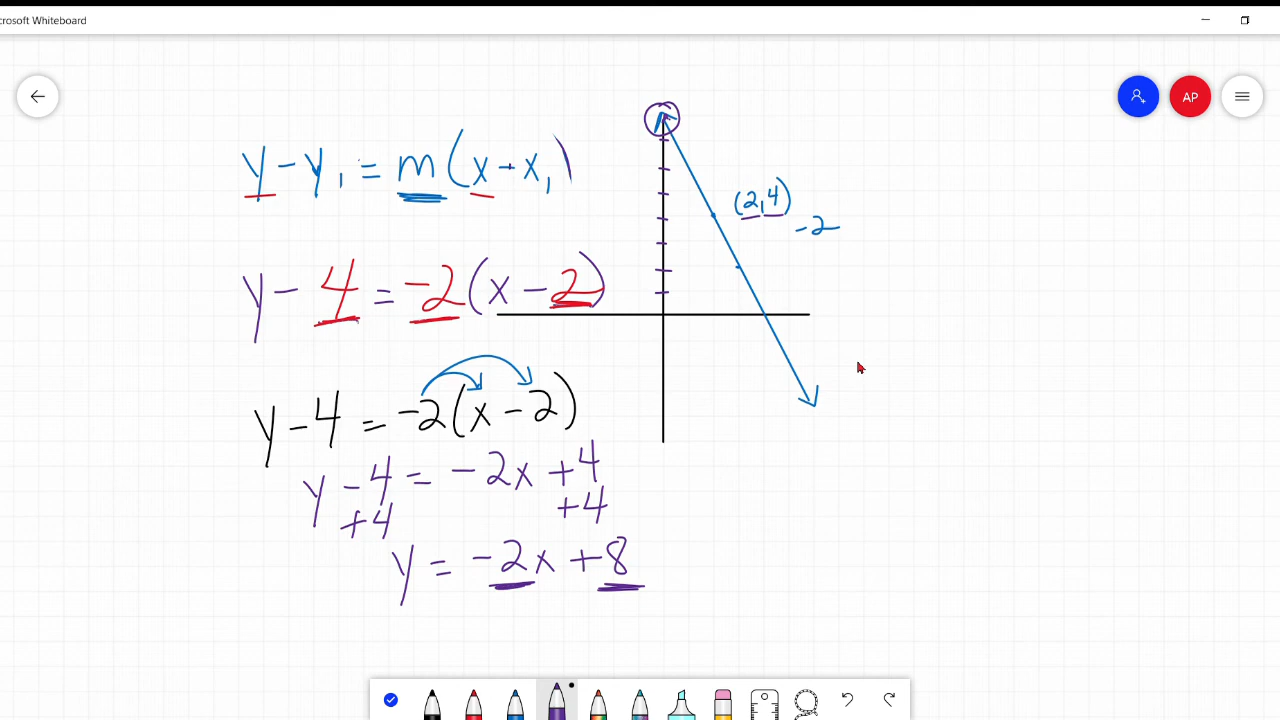 crosoft Whiteboard
AP
y - y₁ = m(x - x₁)
(2,4)
-2
y - 4 = -2(x - 2)
y - 4 = -2(x - 2)
y - 4 = -2x + 4
+4 +4
y = -2x + 8